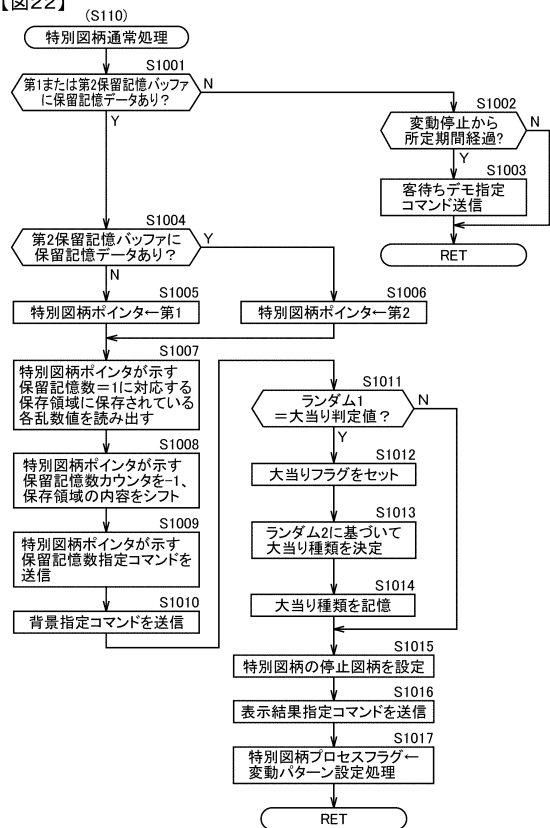 【図22】
(S110)
特別図柄通常処理
S1001
第1または第2保留記憶バッファ
に保留記憶データあり?
N
Y
S1002
変動停止から
所定期間経過?
N
Y
S1003
客待ちデモ指定
コマンド送信
RET
S1004
第2保留記憶バッファに
保留記憶データあり?
Y
N
S1005
特別図柄ポインタ←第1
S1006
特別図柄ポインタ←第2
S1007
特別図柄ポインタが示す
保留記憶数=1に対応する
保存領域に保存されている
各乱数値を読み出す
S1008
特別図柄ポインタが示す
保留記憶数カウンタを-1、
保存領域の内容をシフト
S1009
特別図柄ポインタが示す
保留記憶数指定コマンドを
送信
S1010
背景指定コマンドを送信
S1011
ランダム1
=大当り判定値?
N
Y
S1012
大当りフラグをセット
S1013
ランダム2に基づいて
大当り種類を決定
S1014
大当り種類を記憶
S1015
特別図柄の停止図柄を設定
S1016
表示結果指定コマンドを送信
S1017
特別図柄プロセスフラグ←
変動パターン設定処理
RET